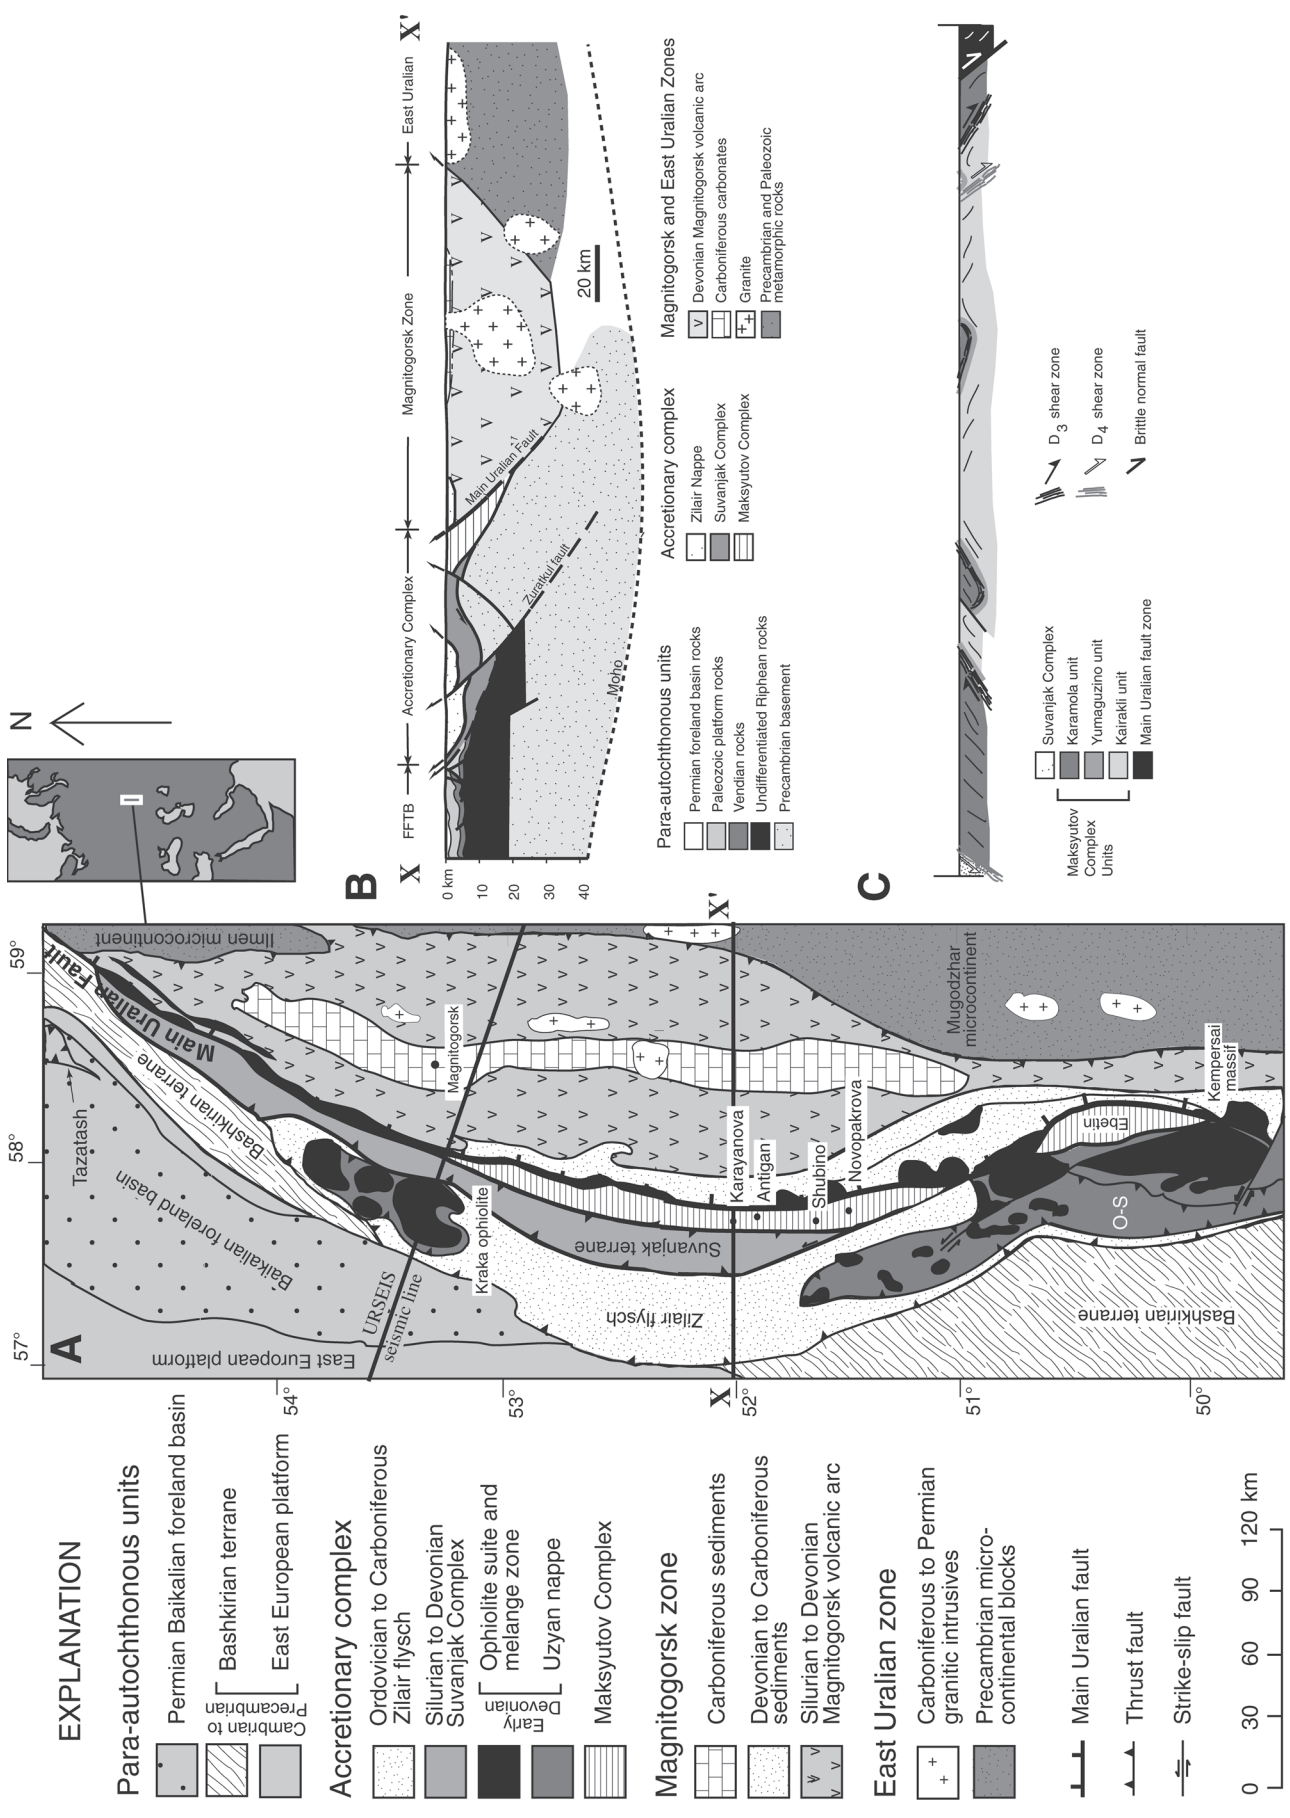 EXPLANATION
Para-autochthonous units
Permian Baikalian foreland basin
Cambrian to
Precambrian
Bashkirian terrane
East European platform
Accretionary complex
Ordovician to Carboniferous
Zilair flysch
Silurian to Devonian
Suvanjak Complex
Early
Devonian
Ophiolite suite and
melange zone
Uzyan nappe
Maksyutov Complex
Magnitogorsk zone
Carboniferous sediments
Devonian to Carboniferous
sediments
Silurian to Devonian
Magnitogorsk volcanic arc
East Uralian zone
Carboniferous to Permian
granitic intrusives
Precambrian micro-
continental blocks
Main Uralian fault
Thrust fault
Strike-slip fault
0 30 60 90 120 km
A
57°
58°
59°
54°
53°
52°
51°
50°
X
X'
N
Tazatash
Baikalian foreland basin
East European platform
Bashkirian terrane
Main Uralian Fault
Ilmen microcontinent
URSEIS
seismic line
Kraka ophiolite
Magnitogorsk
Suvanjak terrane
Zilair flysch
Karayanova
Antigan
Shubino
Novopakrova
Mugodzhar
microcontinent
Bashkirian terrane
O-S
Ebetin
Kempersai
massif
B
X
X'
FFTB
Accretionary Complex
Magnitogorsk Zone
East Uralian
0 km
10
20
30
40
Moho
Zuratkul fault
Main Uralian Fault
20 km
Para-autochthonous units
Permian foreland basin rocks
Paleozoic platform rocks
Vendian rocks
Undifferentiated Riphean rocks
Precambrian basement
Accretionary complex
Zilair Nappe
Suvanjak Complex
Maksyutov Complex
Magnitogorsk and East Uralian Zones
Devonian Magnitogorsk volcanic arc
Carboniferous carbonates
Granite
Precambrian and Paleozoic
metamorphic rocks
C
Maksyutov
Complex
Units
Suvanjak Complex
Karamola unit
Yumaguzino unit
Kairakli unit
Main Uralian fault zone
D3 shear zone
D4 shear zone
Brittle normal fault